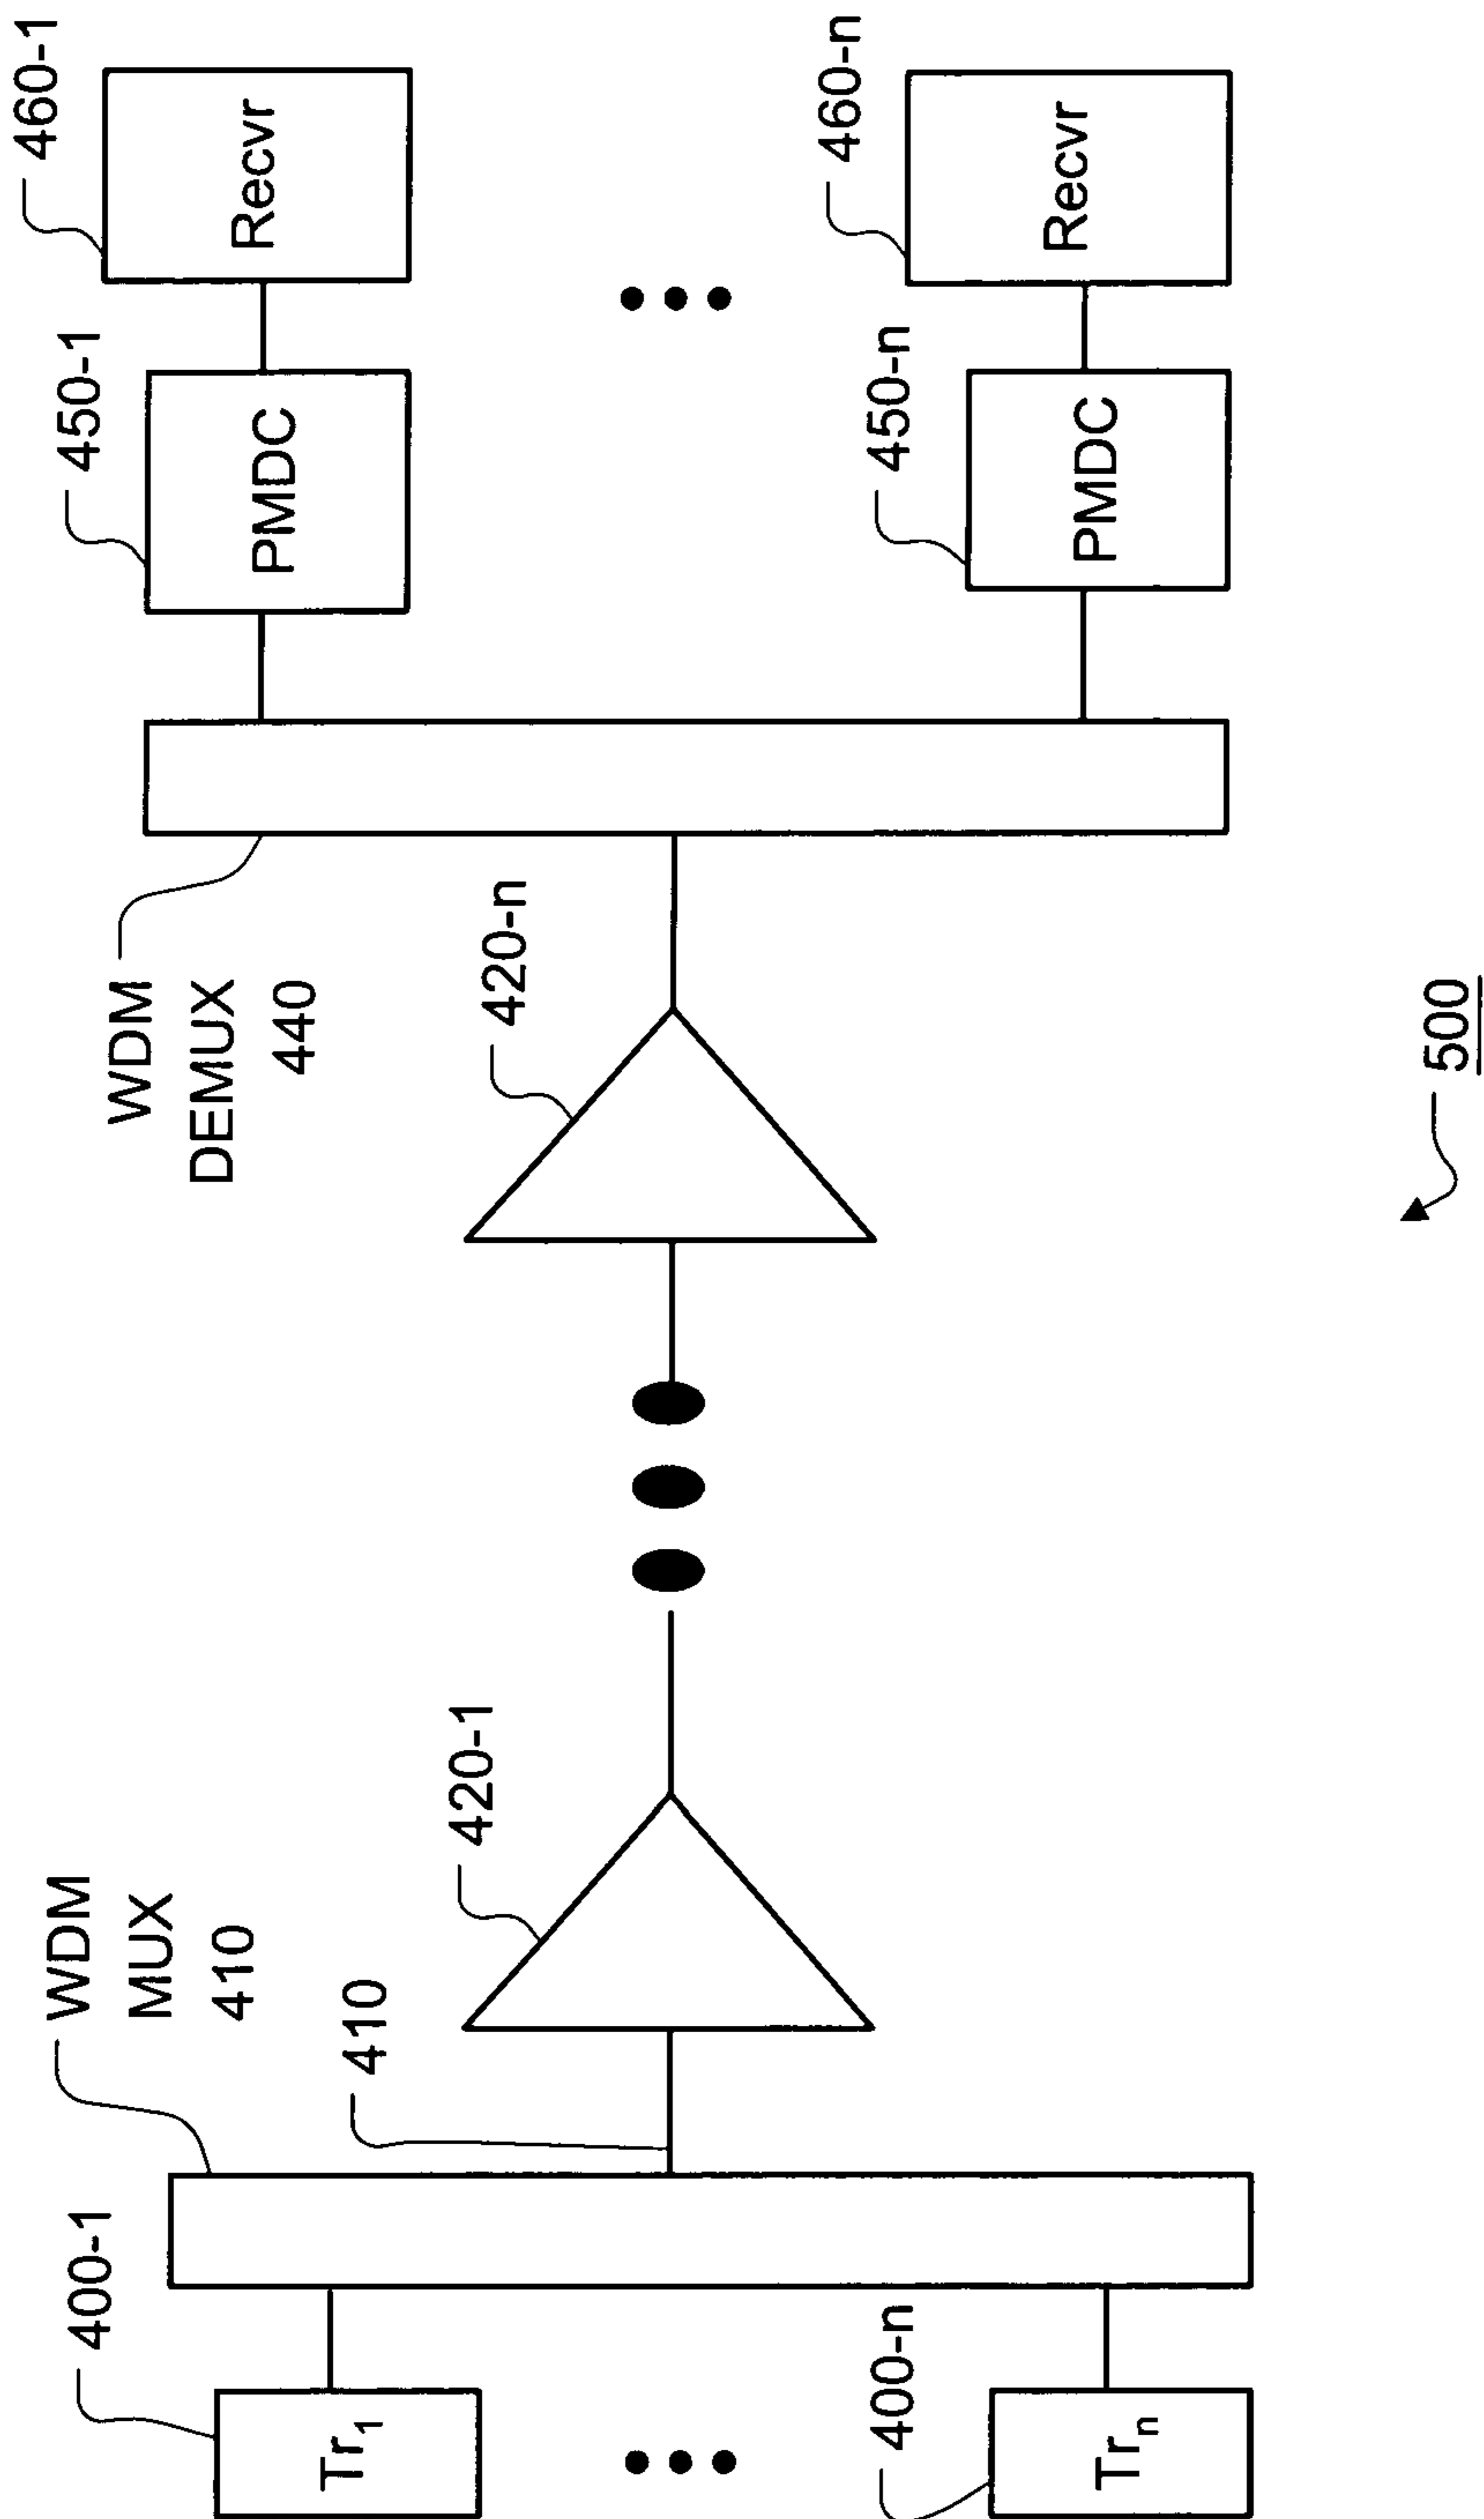 400-1
Tr1
400-n
Trn
WDM
MUX
410
410
420-1
420-n
WDM
DEMUX
440
450-1
PMDC
450-n
PMDC
460-1
Recvr
460-n
Recvr
500